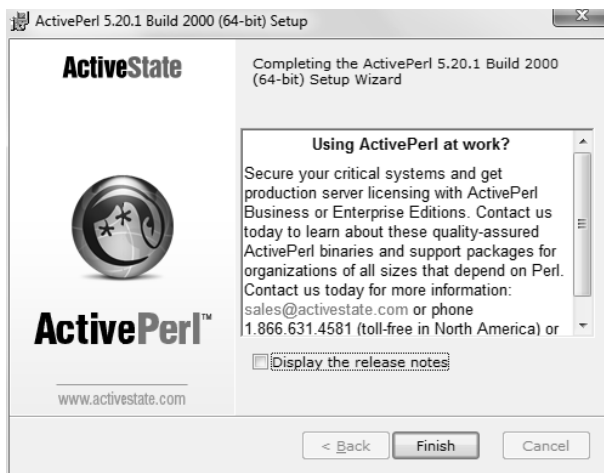 ActivePerl 5.20.1 Build 2000 (64-bit) Setup
ActiveState
Completing the ActivePerl 5.20.1 Build 2000
(64-bit) Setup Wizard
Using ActivePerl at work?
Secure your critical systems and get
production server licensing with ActivePerl
Business or Enterprise Editions. Contact us
today to learn about these quality-assured
ActivePerl binaries and support packages for
organizations of all sizes that depend on Perl.
Contact us today for more information:
sales@activestate.com or phone
1.866.631.4581 (toll-free in North America) or
ActivePerl™
www.activestate.com
Display the release notes
< Back
Finish
Cancel